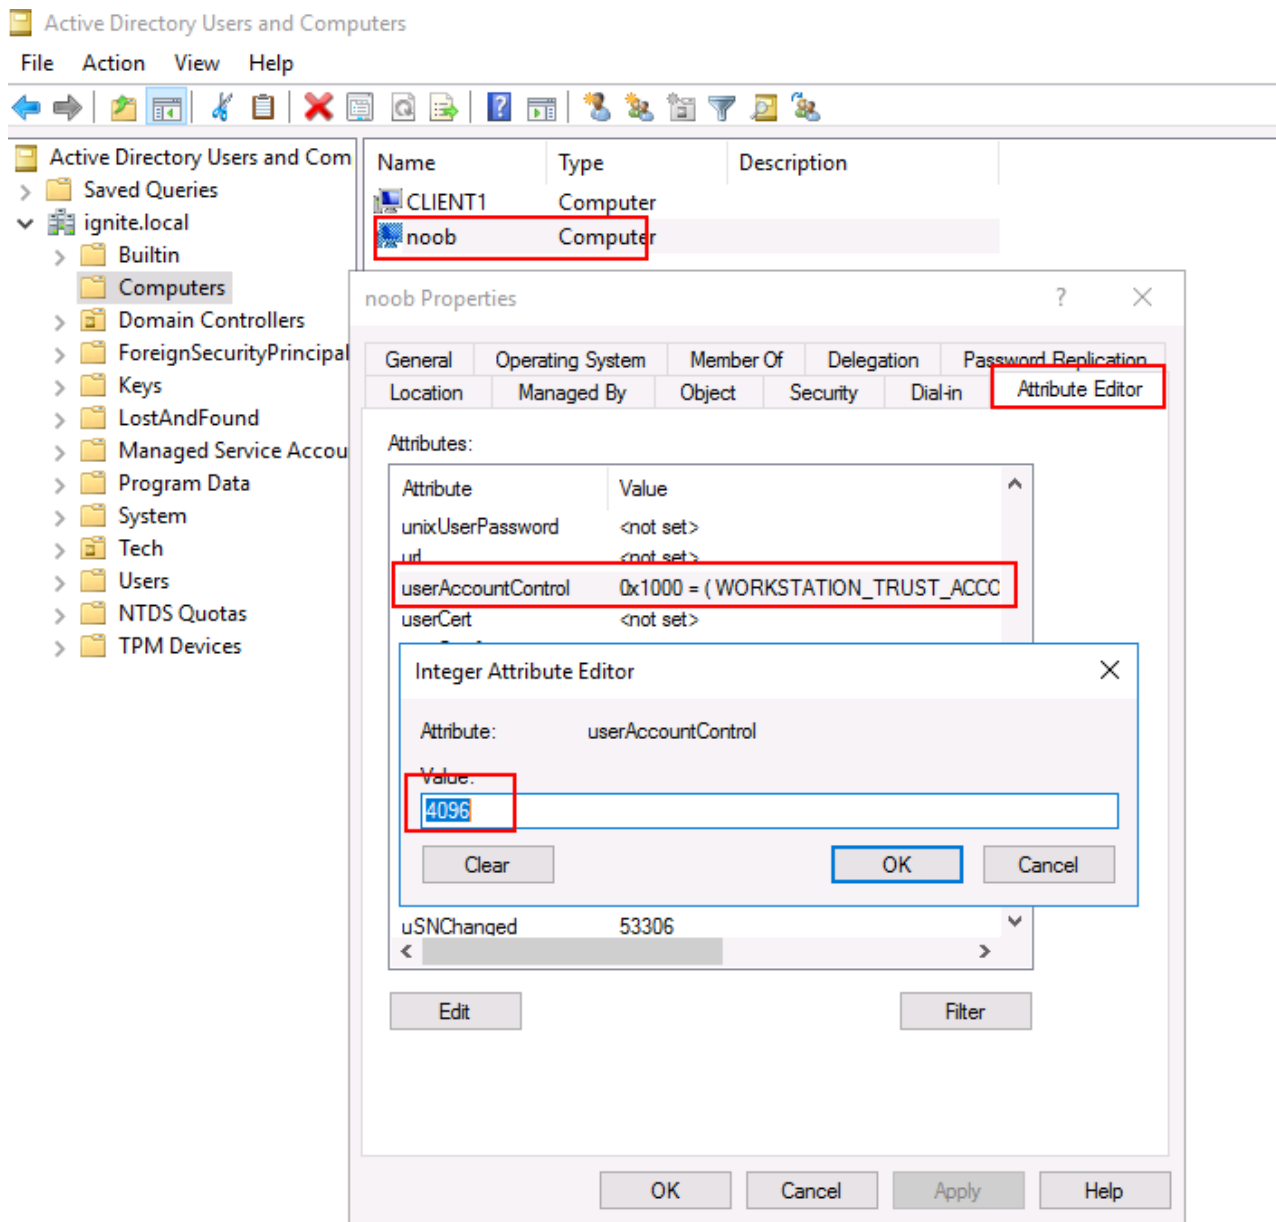 Active Directory Users and Computers
File Action View Help
Active Directory Users and Com
Saved Queries
ignite.local
Builtin
Computers
Domain Controllers
ForeignSecurityPrincipal
Keys
LostAndFound
Managed Service Accou
Program Data
System
Tech
Users
NTDS Quotas
TPM Devices
Name Type Description
CLIENT1 Computer
noob Computer
noob Properties
General Operating System Member Of Delegation Password Replication
Location Managed By Object Security Dial-in Attribute Editor
Attributes:
Attribute Value
unixUserPassword <not set>
url <not set>
userAccountControl 0x1000 = ( WORKSTATION_TRUST_ACCO
userCert <not set>
Integer Attribute Editor
Attribute: userAccountControl
Value:
4096
Clear OK Cancel
uSNChanged 53306
Edit Filter
OK Cancel Apply Help